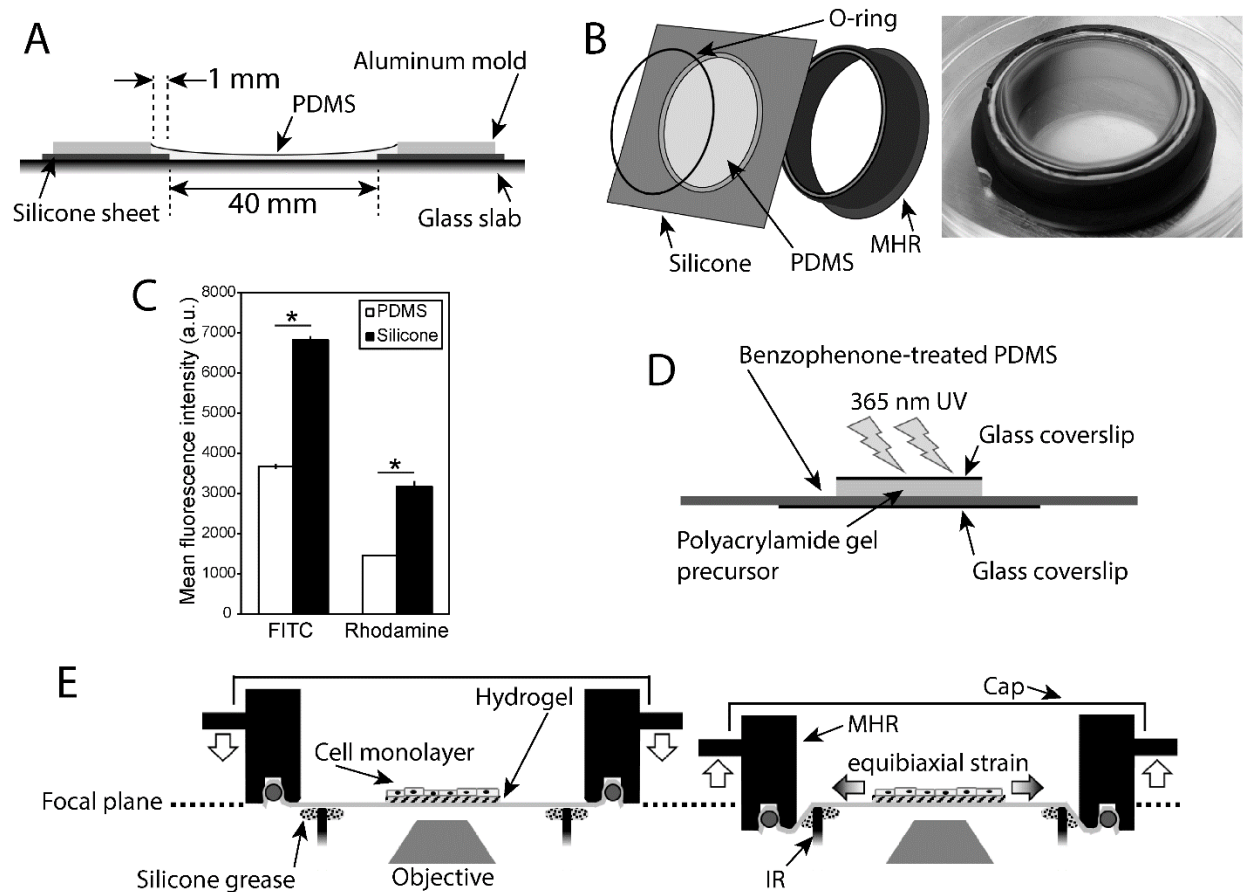 A
1 mm
Aluminum mold
PDMS
Silicone sheet
40 mm
Glass slab
B
O-ring
Silicone
PDMS
MHR
C
Mean fluorescence intensity (a.u.)
8000
7000
6000
5000
4000
3000
2000
1000
0
PDMS
Silicone
*
*
FITC
Rhodamine
D
Benzophenone-treated PDMS
365 nm UV
Glass coverslip
Polyacrylamide gel
precursor
Glass coverslip
E
Hydrogel
Cell monolayer
Focal plane
Silicone grease
Objective
Cap
MHR
equibiaxial strain
IR